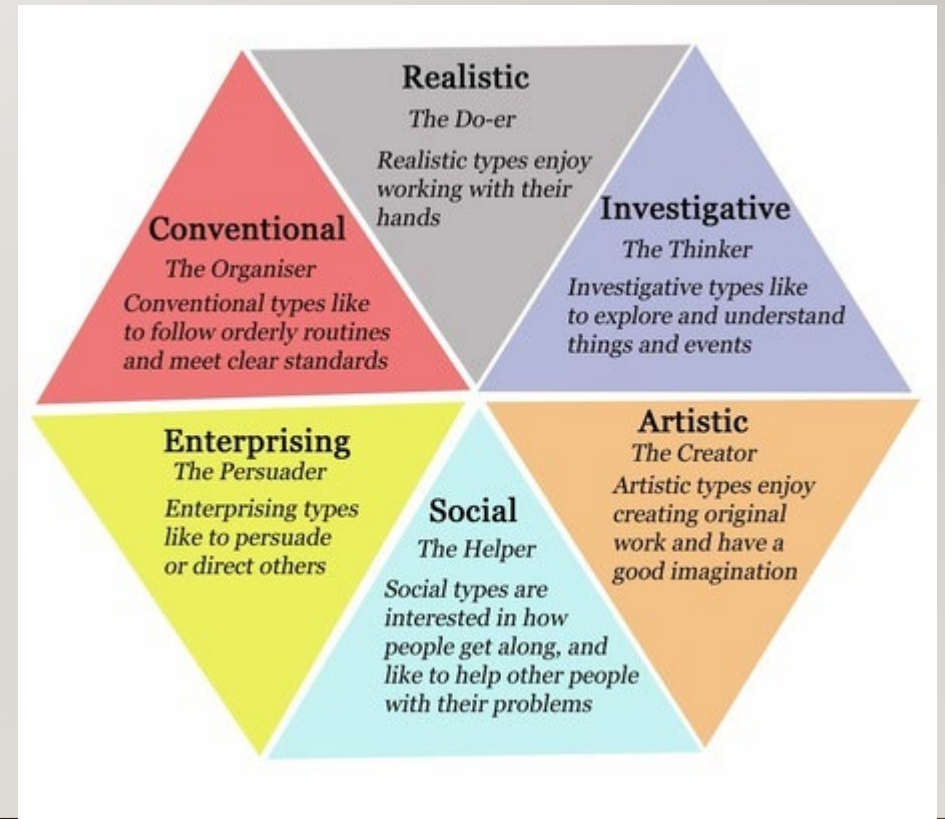 Realistic
The Do-er
Realistic types enjoy
working with their
hands
Investigative
The Thinker
Investigative types like
to explore and understand
things and events
Conventional
The Organiser
Conventional types like
to follow orderly routines
and meet clear standards
Artistic
The Creator
Artistic types enjoy
creating original
work and have a
good imagination
Enterprising
The Persuader
Enterprising types
like to persuade
or direct others
Social
The Helper
Social types are
interested in how
people get along, and
like to help other people
with their problems